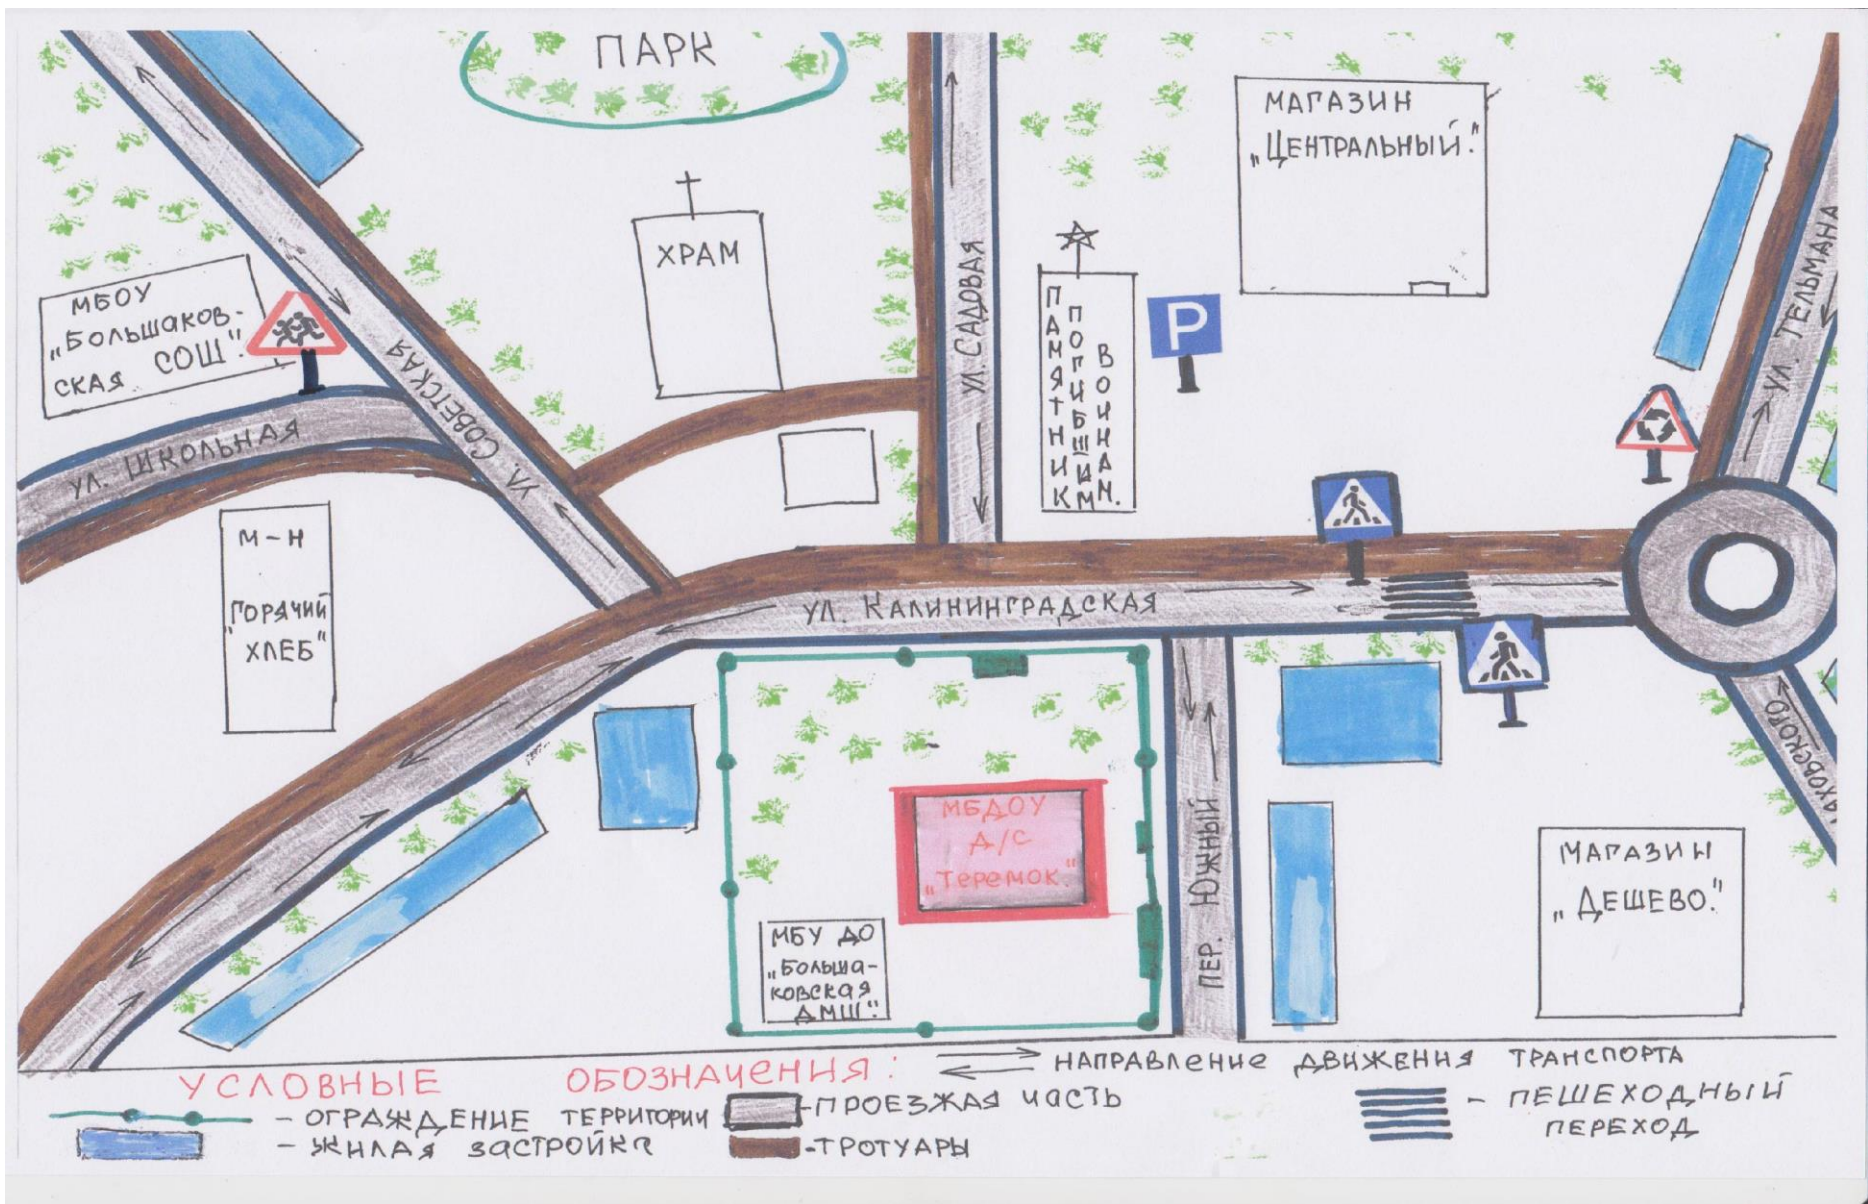 ПАРК
МАГАЗИН
„ЦЕНТРАЛЬНЫЙ."
ХРАМ
МБОУ
„БОЛЬШАКОВ-
СКАЯ СОШ".
УЛ. САДОВАЯ
ПАМЯТНИК
ПОГИБШИМ
ВОИНАМ.
P
УЛ. ТЕЛЬМАНА
УЛ. СОВЕТСКАЯ
УЛ. ШКОЛЬНАЯ
М-Н
ГОРЯЧИЙ
"ХЛЕБ"
УЛ. КАЛИНИНГРАДСКАЯ
МБДОУ
Д/С
„ТЕРЕМОК."
ПЕР. ЮЖНЫЙ
МАГАЗИН
„ДЕШЕВО."
МБУ ДО
„БОЛЬША-
КОВСКАЯ
ДМШ".
УСЛОВНЫЕ ОБОЗНАЧЕНИЯ:
НАПРАВЛЕНИЕ ДВИЖЕНИЯ ТРАНСПОРТА
- ОГРАЖДЕНИЕ ТЕРРИТОРИИ
- ПРОЕЗЖАЯ ЧАСТЬ
- ПЕШЕХОДНЫЙ
ПЕРЕХОД
- ЖИЛАЯ ЗАСТРОЙКА
- ТРОТУАРЫ